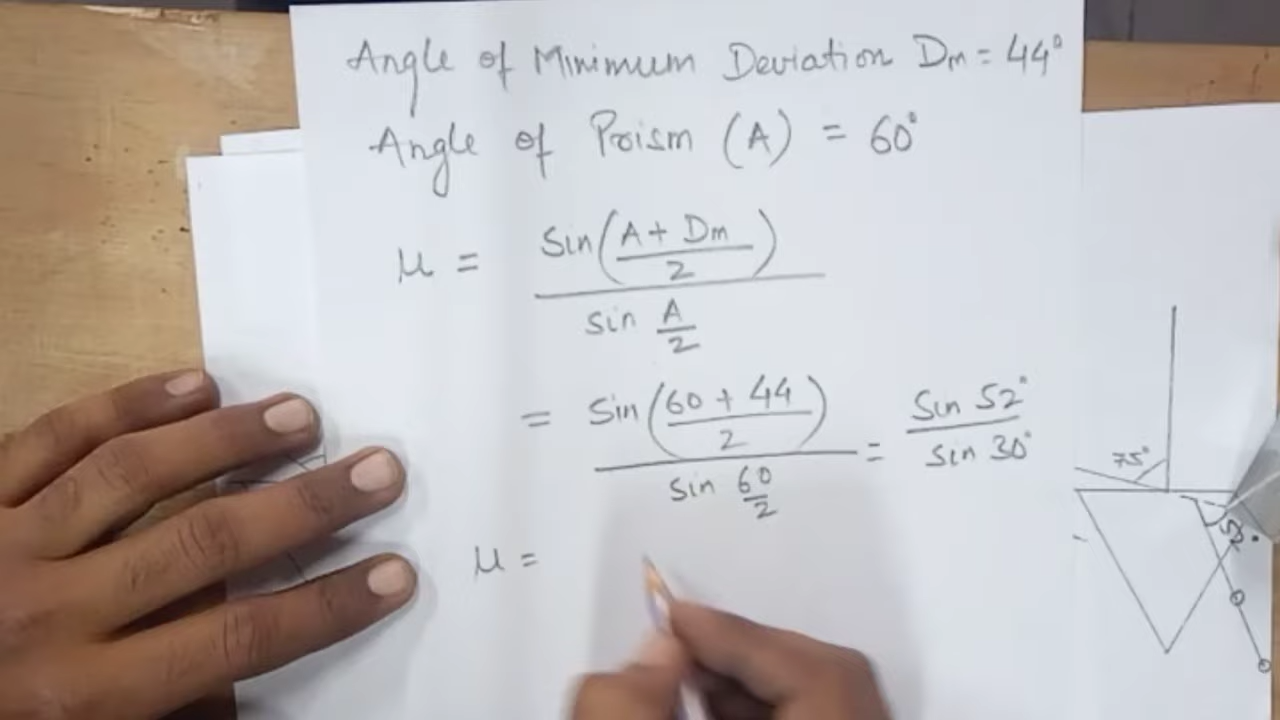 Angle of Minimum Deviation Dm = 44°
Angle of Prism (A) = 60°
μ = Sin(A + Dm / 2) / sin A/2
= Sin(60 + 44 / 2) / sin 60/2 = Sin 52° / sin 30°
75°
μ =